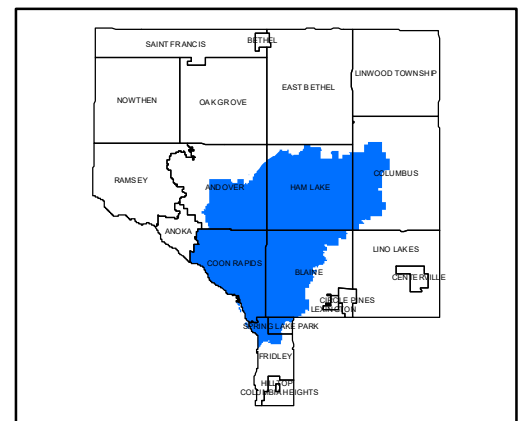 BETHEL
SAINT FRANCIS
LINWOOD TOWNSHIP
EAST BETHEL
NOWTHEN
OAK GROVE
COLUMBUS
RAMSEY
ANDOVER
HAM LAKE
ANOKA
LINO LAKES
COON RAPIDS
BLAINE
CENTERVILLE
CIRCLE PINES
LEXINGTON
SPRING LAKE PARK
FRIDLEY
HILLTOP
COLUMBIA HEIGHTS